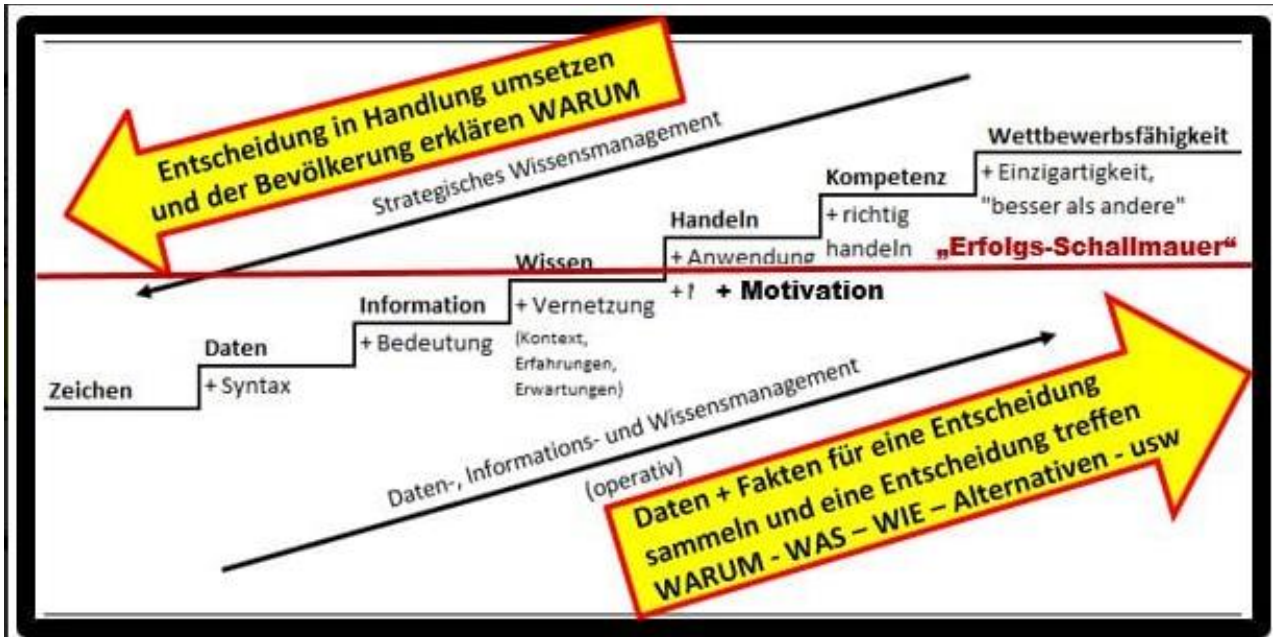 Entscheidung in Handlung umsetzen
und der Bevölkerung erklären WARUM
Strategisches Wissensmanagement
Wettbewerbsfähigkeit
+ Einzigartigkeit,
"besser als andere"
Kompetenz
+ richtig
handeln
„Erfolgs-Schallmauer“
Handeln
+ Anwendung
+ Motivation
Wissen
+ Vernetzung
(Kontext,
Erfahrungen,
Erwartungen)
Information
+ Bedeutung
Daten
+ Syntax
Zeichen
Daten-, Informations- und Wissensmanagement
(operativ)
Daten + Fakten für eine Entscheidung
sammeln und eine Entscheidung treffen
WARUM - WAS – WIE – Alternativen - usw